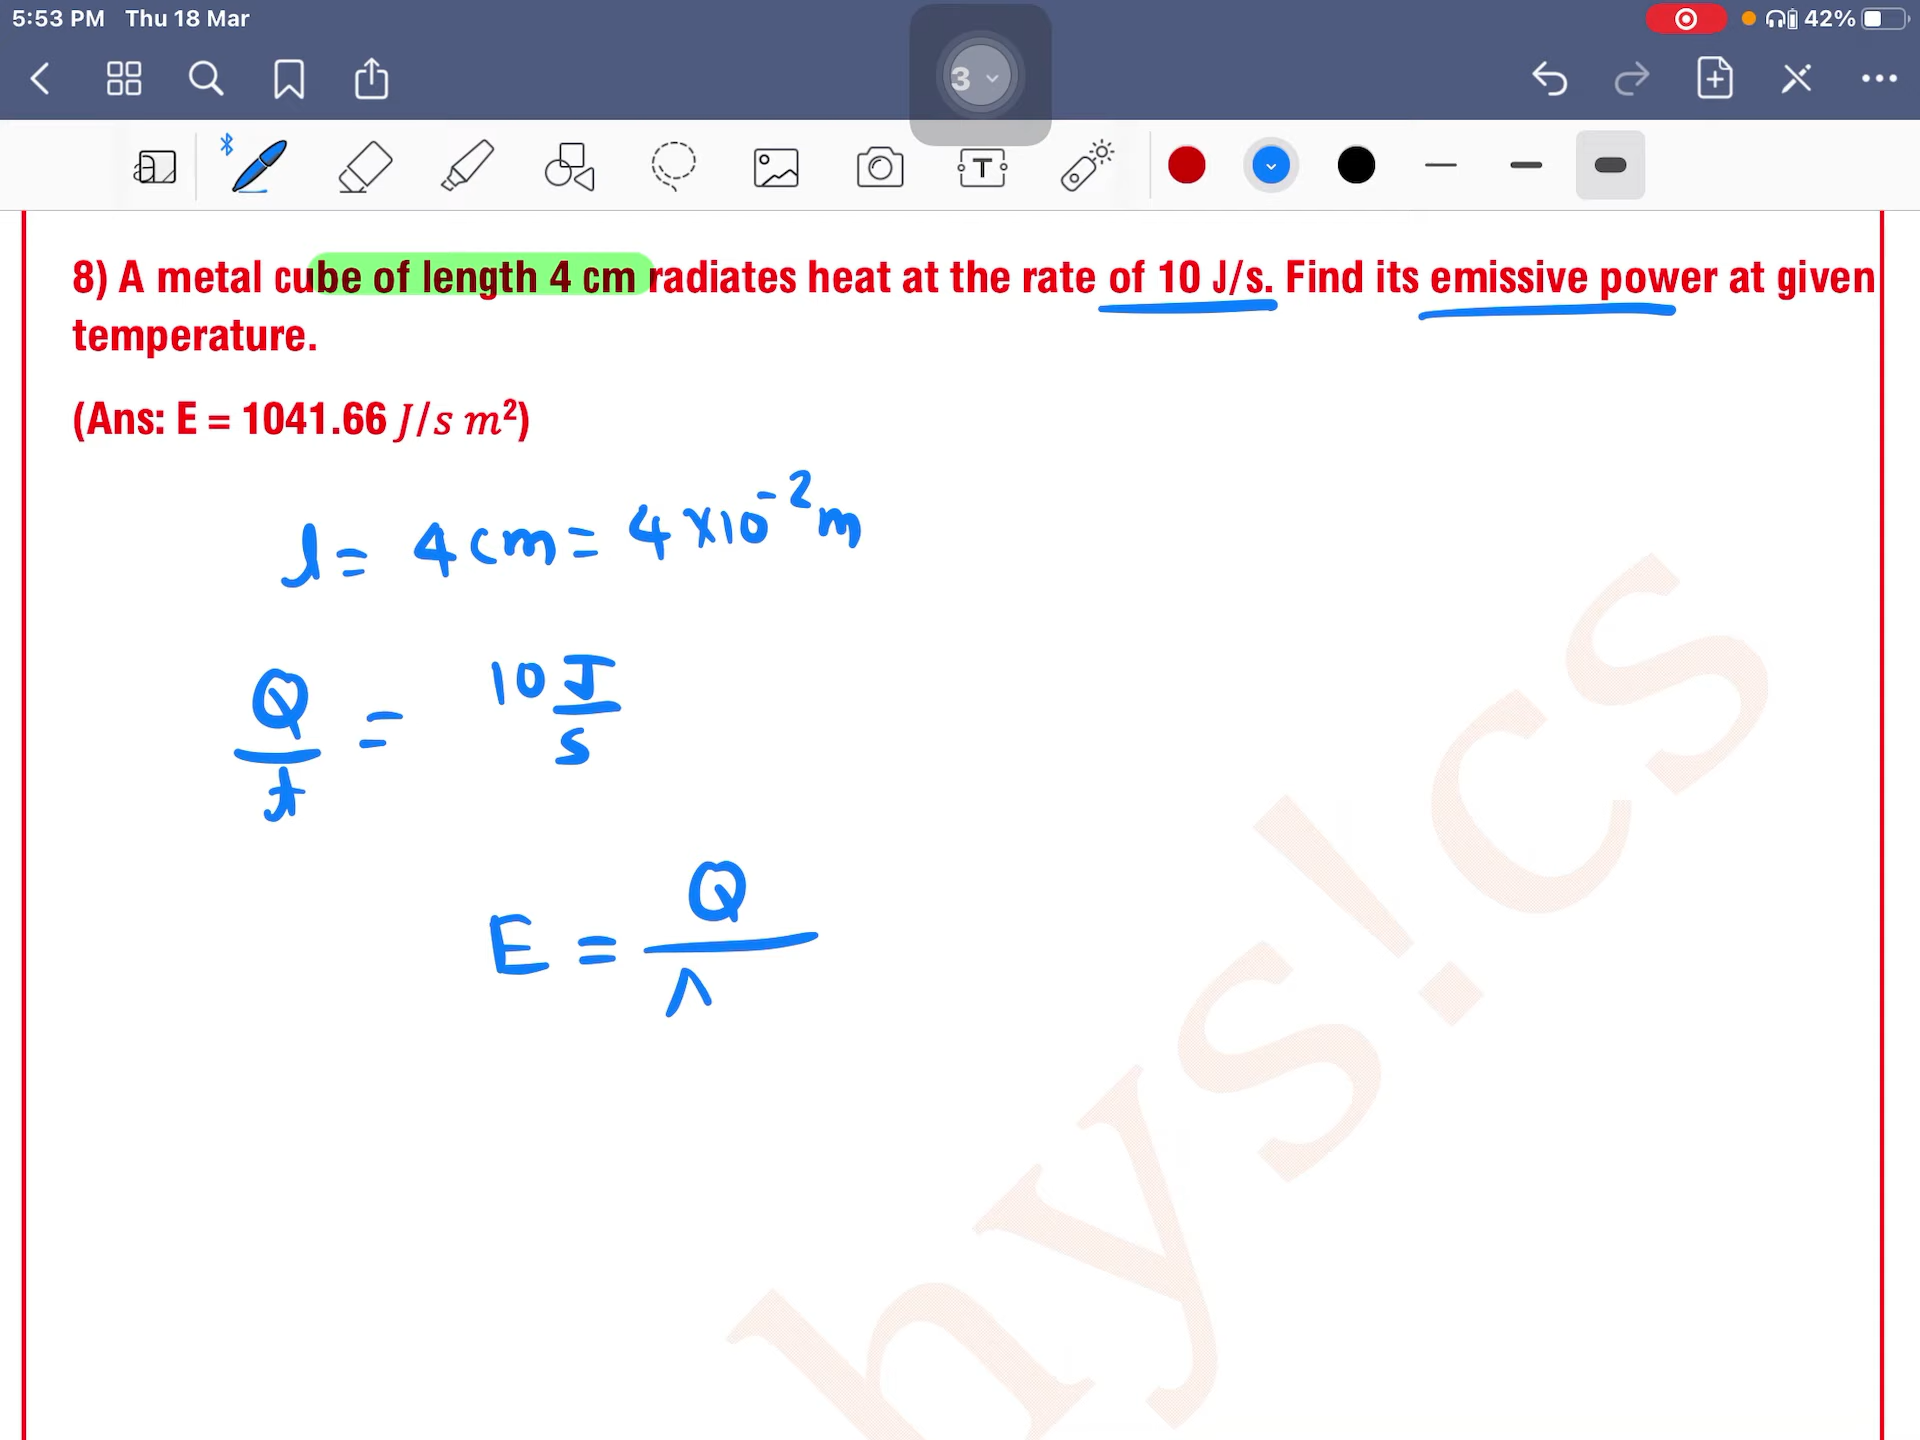 5:53 PM Thu 18 Mar
42%
3
a
T
8) A metal cube of length 4 cm radiates heat at the rate of 10 J/s. Find its emissive power at given
temperature.
(Ans: E = 1041.66 J/s m²)
l = 4 cm = 4 × 10⁻² m
Q/t = 10 J/s
E = Q/
hys!cs